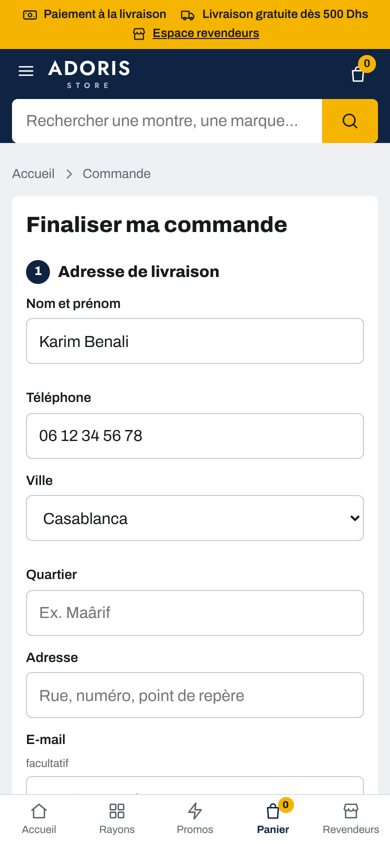 Paiement à la livraison Livraison gratuite dès 500 Dhs
Espace revendeurs
ADORIS
STORE
0
Rechercher une montre, une marque...
Accueil > Commande
Finaliser ma commande
1 Adresse de livraison
Nom et prénom
Karim Benali
Téléphone
06 12 34 56 78
Ville
Casablanca
Quartier
Ex. Maârif
Adresse
Rue, numéro, point de repère
E-mail
facultatif
0
Accueil Rayons Promos Panier Revendeurs